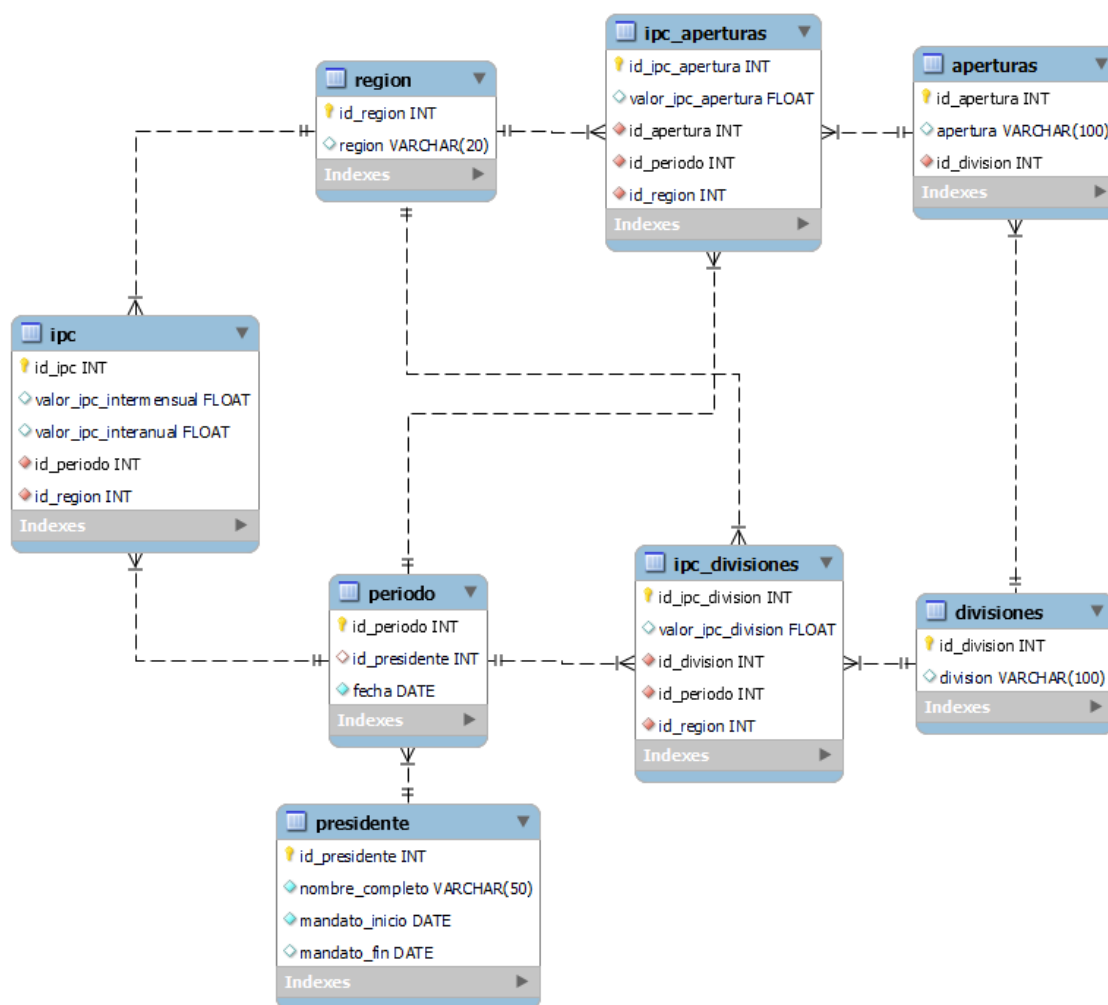 region
id_region INT
region VARCHAR(20)
Indexes
ipc_aperturas
id_ipc_apertura INT
valor_ipc_apertura FLOAT
id_apertura INT
id_periodo INT
id_region INT
Indexes
aperturas
id_apertura INT
apertura VARCHAR(100)
id_division INT
Indexes
ipc
id_ipc INT
valor_ipc_intermensual FLOAT
valor_ipc_interanual FLOAT
id_periodo INT
id_region INT
Indexes
periodo
id_periodo INT
id_presidente INT
fecha DATE
Indexes
ipc_divisiones
id_ipc_division INT
valor_ipc_division FLOAT
id_division INT
id_periodo INT
id_region INT
Indexes
divisiones
id_division INT
division VARCHAR(100)
Indexes
presidente
id_presidente INT
nombre_completo VARCHAR(50)
mandato_inicio DATE
mandato_fin DATE
Indexes